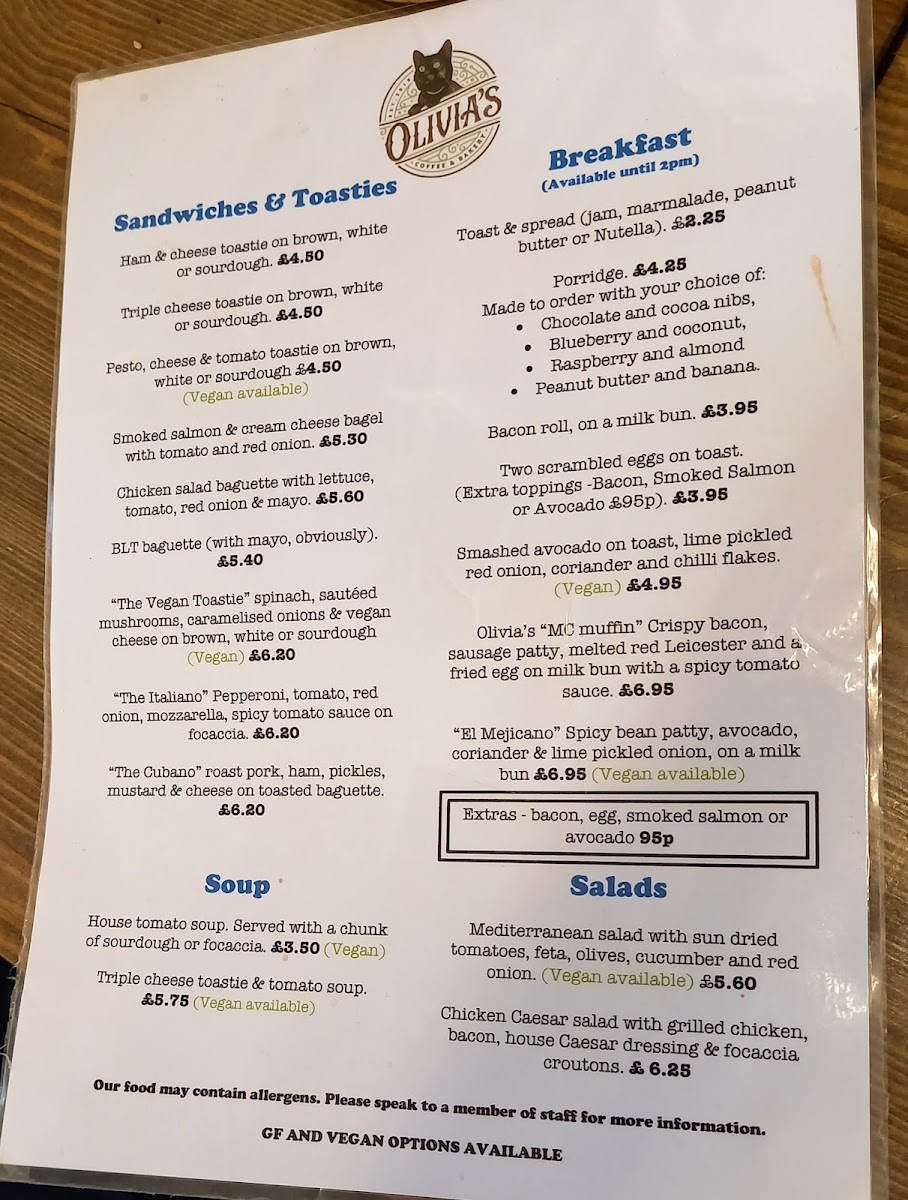 OLIVIA'S
COFFEE & BAKERY
Sandwiches & Toasties
Ham & cheese toastie on brown, white
or sourdough. £4.50
Triple cheese toastie on brown, white
or sourdough. £4.50
Pesto, cheese & tomato toastie on brown,
white or sourdough £4.50
(Vegan available)
Smoked salmon & cream cheese bagel
with tomato and red onion. £5.30
Chicken salad baguette with lettuce,
tomato, red onion & mayo. £5.60
BLT baguette (with mayo, obviously).
£5.40
“The Vegan Toastie” spinach, sautéed
mushrooms, caramelised onions & vegan
cheese on brown, white or sourdough
(Vegan) £6.20
“The Italiano” Pepperoni, tomato, red
onion, mozzarella, spicy tomato sauce on
focaccia. £6.20
“The Cubano” roast pork, ham, pickles,
mustard & cheese on toasted baguette.
£6.20
Soup
House tomato soup. Served with a chunk
of sourdough or focaccia. £3.50 (Vegan)
Triple cheese toastie & tomato soup.
£5.75 (Vegan available)
Breakfast
(Available until 2pm)
Toast & spread (jam, marmalade, peanut
butter or Nutella). £2.25
Porridge. £4.25
Made to order with your choice of:
• Chocolate and cocoa nibs,
• Blueberry and coconut,
• Raspberry and almond
• Peanut butter and banana.
Bacon roll, on a milk bun. £3.95
Two scrambled eggs on toast.
(Extra toppings -Bacon, Smoked Salmon
or Avocado £95p). £3.95
Smashed avocado on toast, lime pickled
red onion, coriander and chilli flakes.
(Vegan) £4.95
Olivia's “MC muffin” Crispy bacon,
sausage patty, melted red Leicester and a
fried egg on milk bun with a spicy tomato
sauce. £6.95
“El Mejicano” Spicy bean patty, avocado,
coriander & lime pickled onion, on a milk
bun £6.95 (Vegan available)
Extras - bacon, egg, smoked salmon or
avocado 95p
Salads
Mediterranean salad with sun dried
tomatoes, feta, olives, cucumber and red
onion. (Vegan available) £5.60
Chicken Caesar salad with grilled chicken,
bacon, house Caesar dressing & focaccia
croutons. £ 6.25
Our food may contain allergens. Please speak to a member of staff for more information.
GF AND VEGAN OPTIONS AVAILABLE